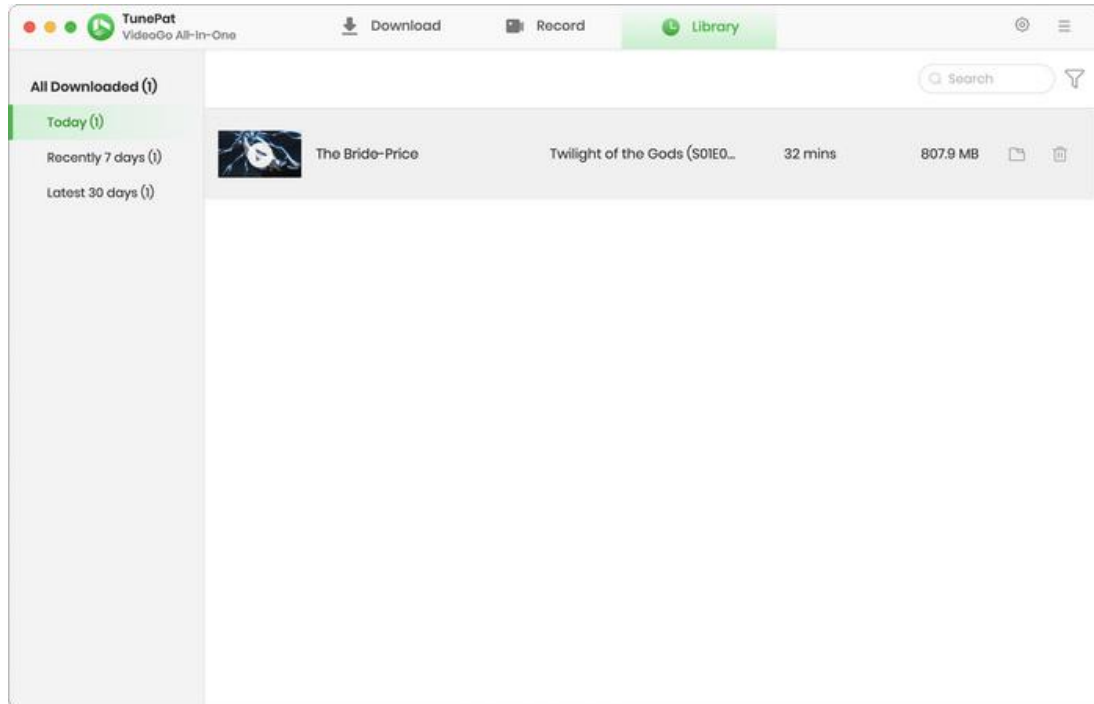 TunePat
VideoGo All-In-One
Download
Record
Library
All Downloaded (1)
Search
Today (1)
Recently 7 days (1)
Latest 30 days (1)
The Bride-Price
Twilight of the Gods (S01E0...
32 mins
807.9 MB